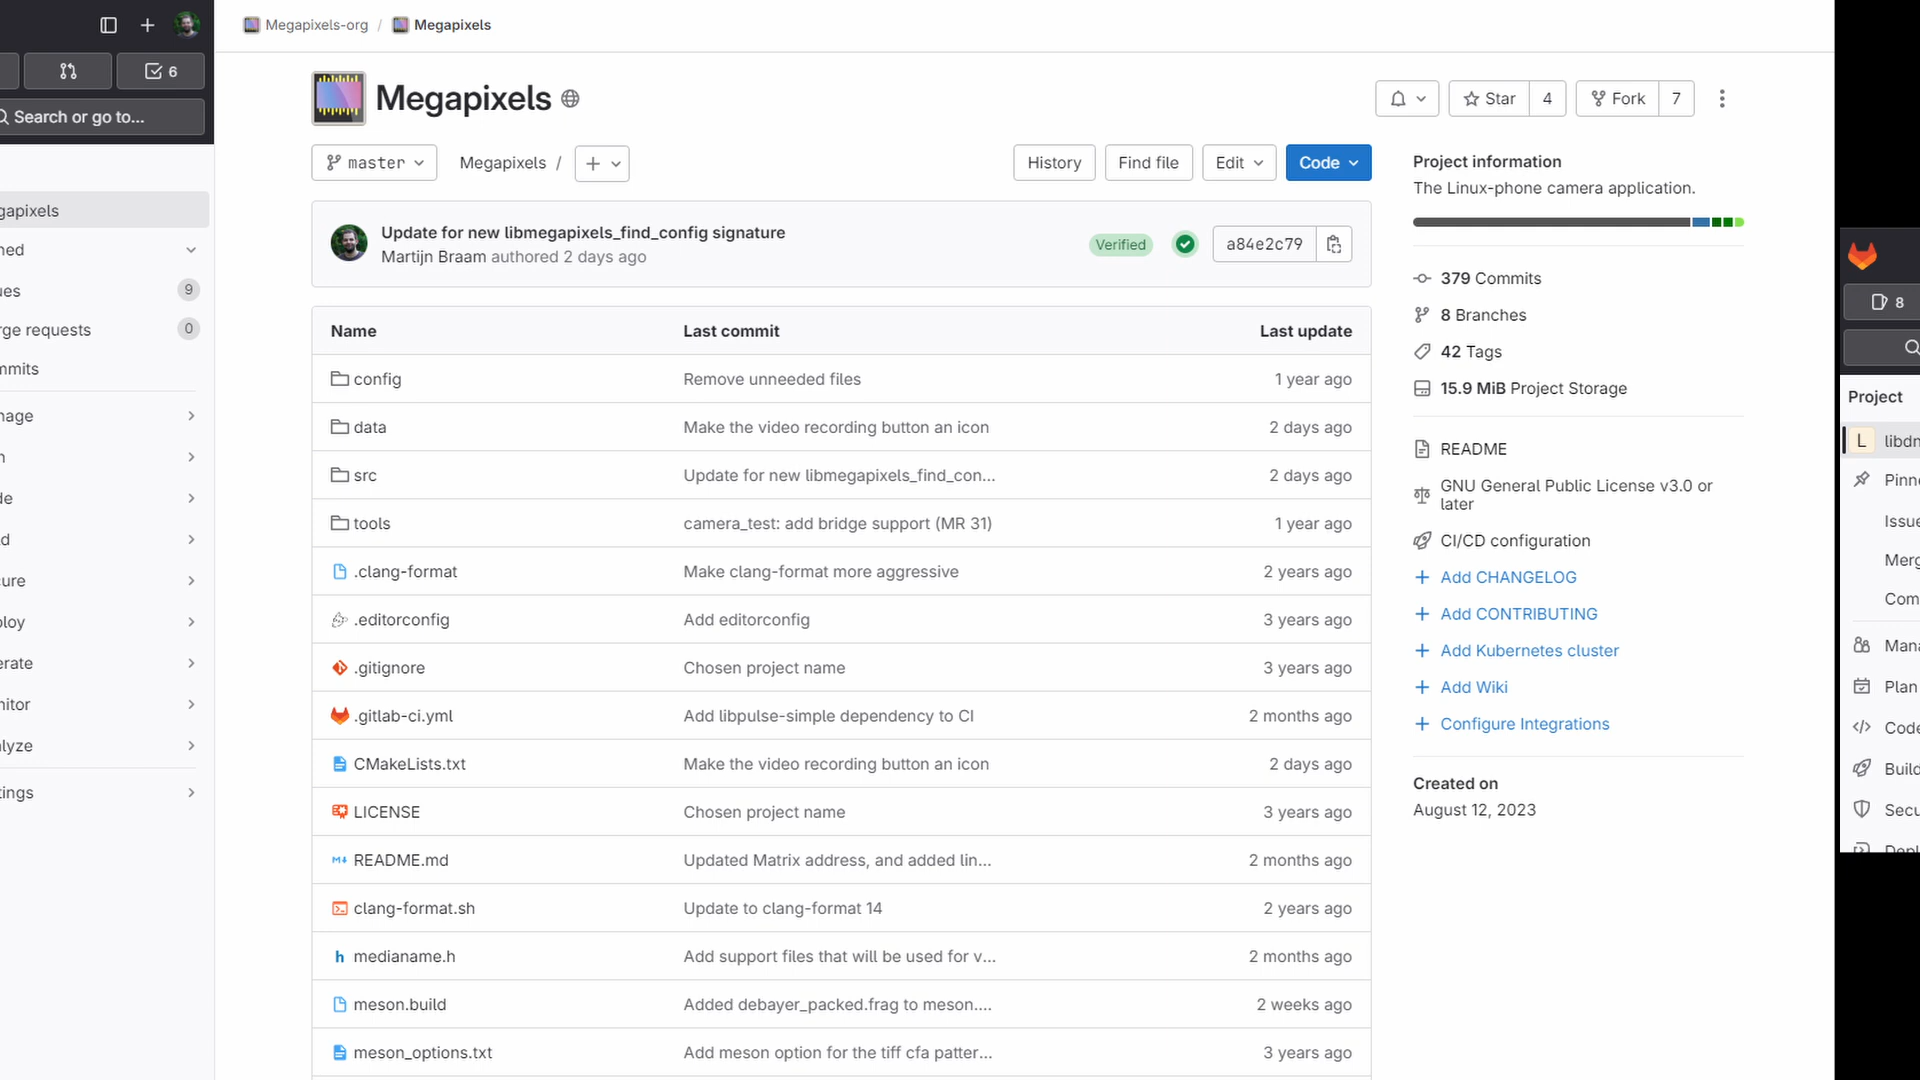 Megapixels-org / Megapixels
6
Search or go to...
Megapixels
Star 4
Fork 7
master
Megapixels /
History
Find file
Edit
Code
Update for new libmegapixels_find_config signature
Martijn Braam authored 2 days ago
Verified
a84e2c79
Name Last commit Last update
config Remove unneeded files 1 year ago
data Make the video recording button an icon 2 days ago
src Update for new libmegapixels_find_con... 2 days ago
tools camera_test: add bridge support (MR 31) 1 year ago
.clang-format Make clang-format more aggressive 2 years ago
.editorconfig Add editorconfig 3 years ago
.gitignore Chosen project name 3 years ago
.gitlab-ci.yml Add libpulse-simple dependency to CI 2 months ago
CMakeLists.txt Make the video recording button an icon 2 days ago
LICENSE Chosen project name 3 years ago
README.md Updated Matrix address, and added lin... 2 months ago
clang-format.sh Update to clang-format 14 2 years ago
h medianame.h Add support files that will be used for v... 2 months ago
meson.build Added debayer_packed.frag to meson.... 2 weeks ago
meson_options.txt Add meson option for the tiff cfa patter... 3 years ago
Project information
The Linux-phone camera application.
379 Commits
8 Branches
42 Tags
15.9 MiB Project Storage
README
GNU General Public License v3.0 or
later
CI/CD configuration
Add CHANGELOG
Add CONTRIBUTING
Add Kubernetes cluster
Add Wiki
Configure Integrations
Created on
August 12, 2023
gapixels
ned
ues 9
rge requests 0
mmits
nage
n
de
d
cure
loy
erate
nitor
lyze
tings
8
Project
L libdn
Pinne
Issue
Merg
Com
Mana
Plan
Code
Build
Secu
Depl